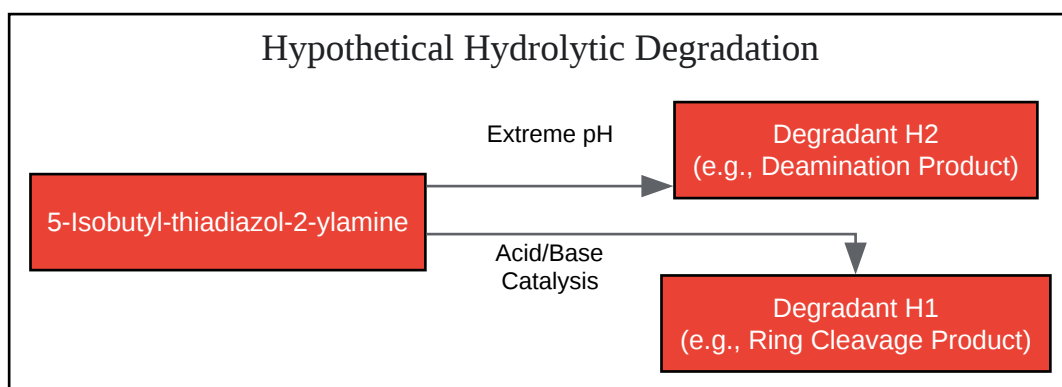 Hypothetical Hydrolytic Degradation
Extreme pH
Degradant H2
(e.g., Deamination Product)
5-Isobutyl-thiadiazol-2-ylamine
Acid/Base
Catalysis
Degradant H1
(e.g., Ring Cleavage Product)